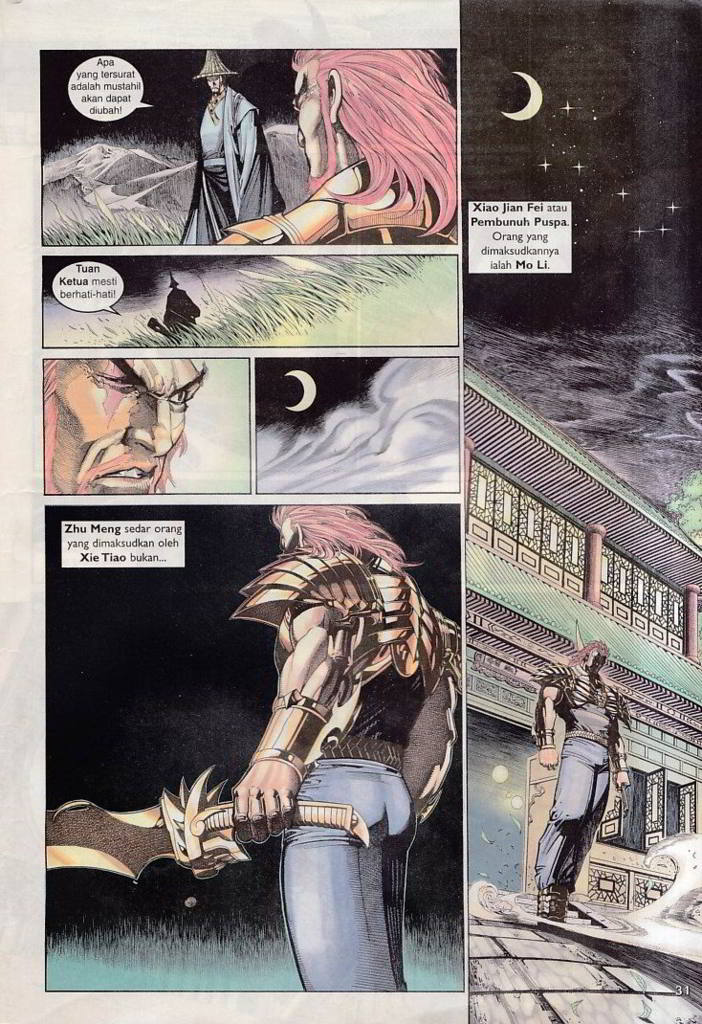 Apa
yang tersurat
adalah mustahil
akan dapat
diubah!
Tuan
Ketua mesti
berhati-hati!
Zhu Meng sedar orang
yang dimaksudkan oleh
Xie Tiao bukan...
Xiao Jian Fei atau
Pembunuh Puspa.
Orang yang
dimaksudkannya
ialah Mo Li.
31